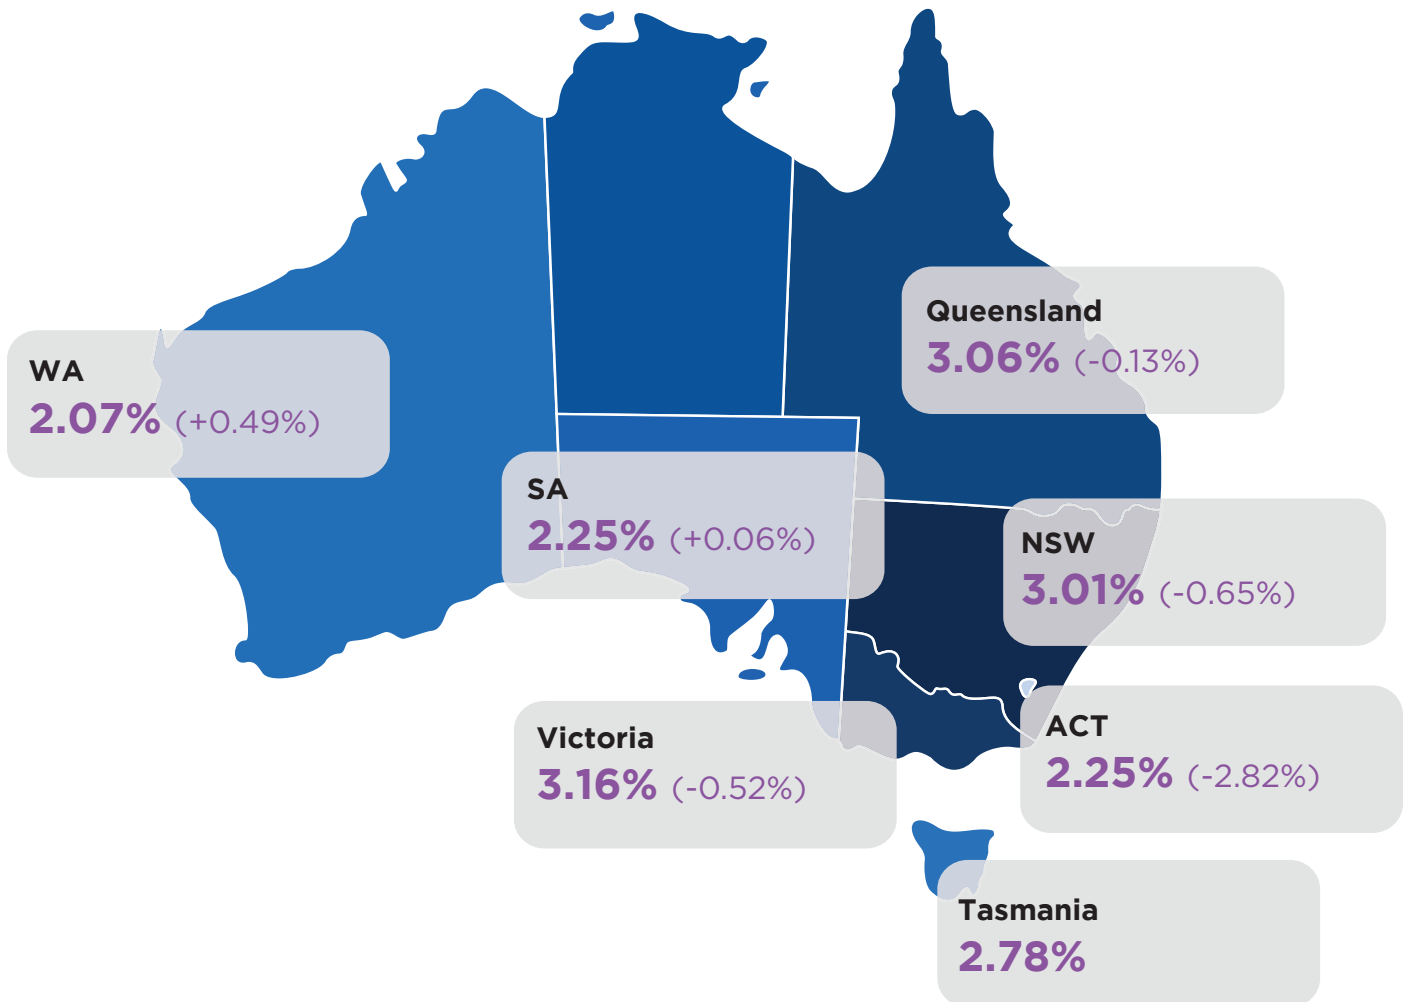 Queensland
3.06% (-0.13%)
WA
2.07% (+0.49%)
SA
2.25% (+0.06%)
NSW
3.01% (-0.65%)
Victoria
3.16% (-0.52%)
ACT
2.25% (-2.82%)
Tasmania
2.78%